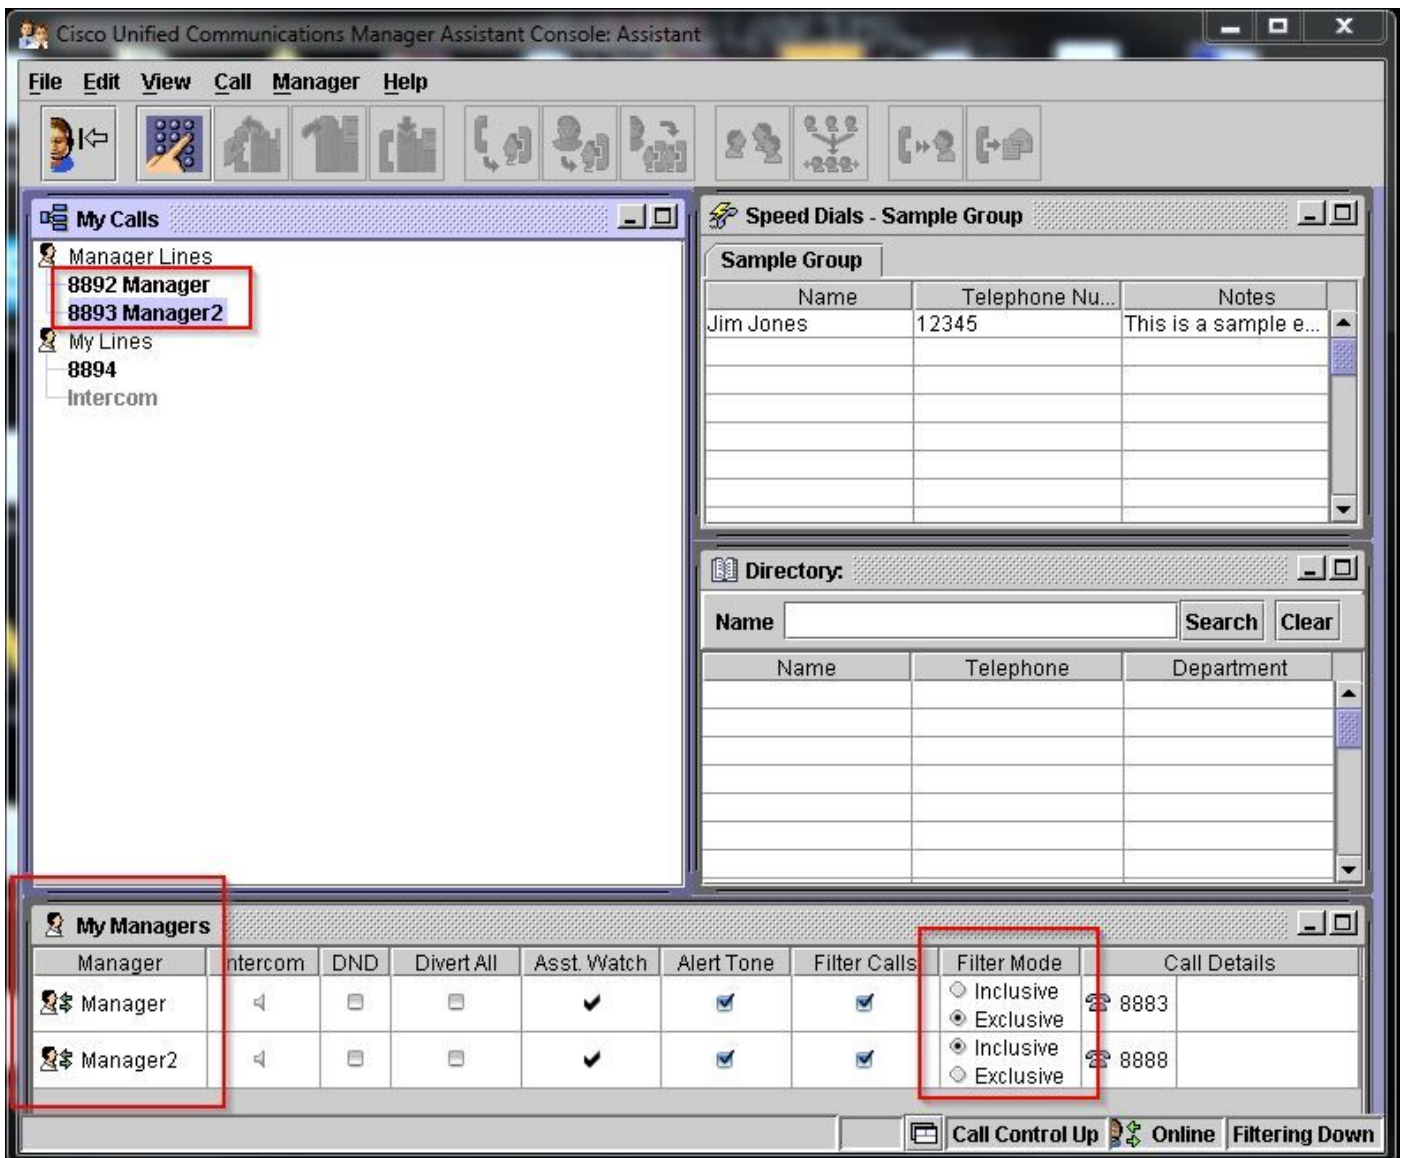 Cisco Unified Communications Manager Assistant Console: Assistant
File Edit View Call Manager Help
My Calls
Manager Lines
8892 Manager
8893 Manager2
My Lines
8894
Intercom
Speed Dials - Sample Group
Sample Group
Name Telephone Nu... Notes
Jim Jones 12345 This is a sample e...
Directory:
Name Search Clear
Name Telephone Department
My Managers
Manager Intercom DND Divert All Asst. Watch Alert Tone Filter Calls Filter Mode Call Details
Manager Inclusive 8883
Exclusive
Manager2 Inclusive 8888
Exclusive
Call Control Up Online Filtering Down